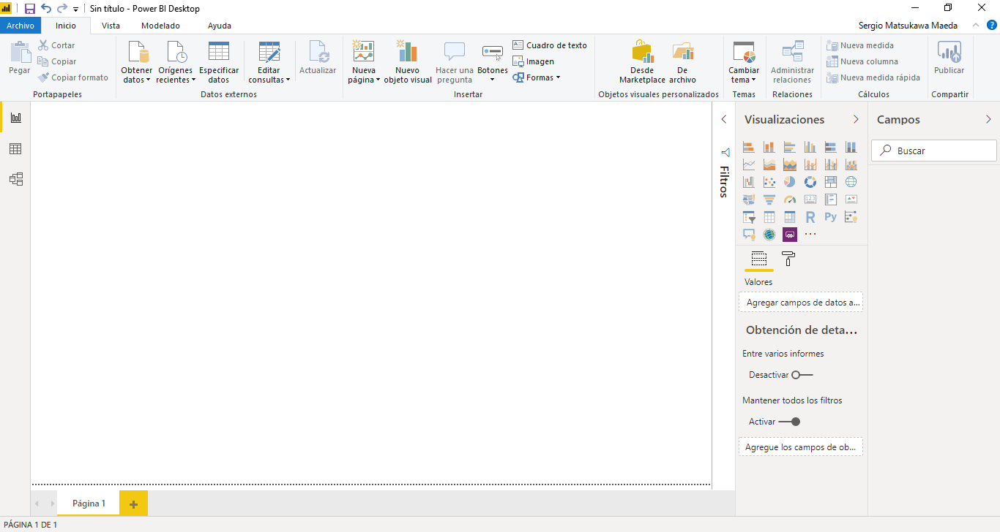 Sin título - Power BI Desktop
Archivo Inicio Vista Modelado Ayuda Sergio Matsukawa Maeda ?
Pegar
Cortar
Copiar
Copiar formato
Portapapeles
Obtener
datos
Orígenes
recientes
Especificar
datos
Editar
consultas
Datos externos
Actualizar
Nueva
página
Nuevo
objeto visual
Hacer una
pregunta
Botones
Cuadro de texto
Imagen
Formas
Insertar
Desde
Marketplace
De
archivo
Objetos visuales personalizados
Cambiar
tema
Temas
Administrar
relaciones
Relaciones
Nueva medida
Nueva columna
Nueva medida rápida
Cálculos
Publicar
Compartir
Filtros
Visualizaciones
123
R Py
Valores
Agregar campos de datos a...
Obtención de deta...
Entre varios informes
Desactivar
Mantener todos los filtros
Activar
Agregue los campos de ob...
Campos
Buscar
Página 1 +
PÁGINA 1 DE 1